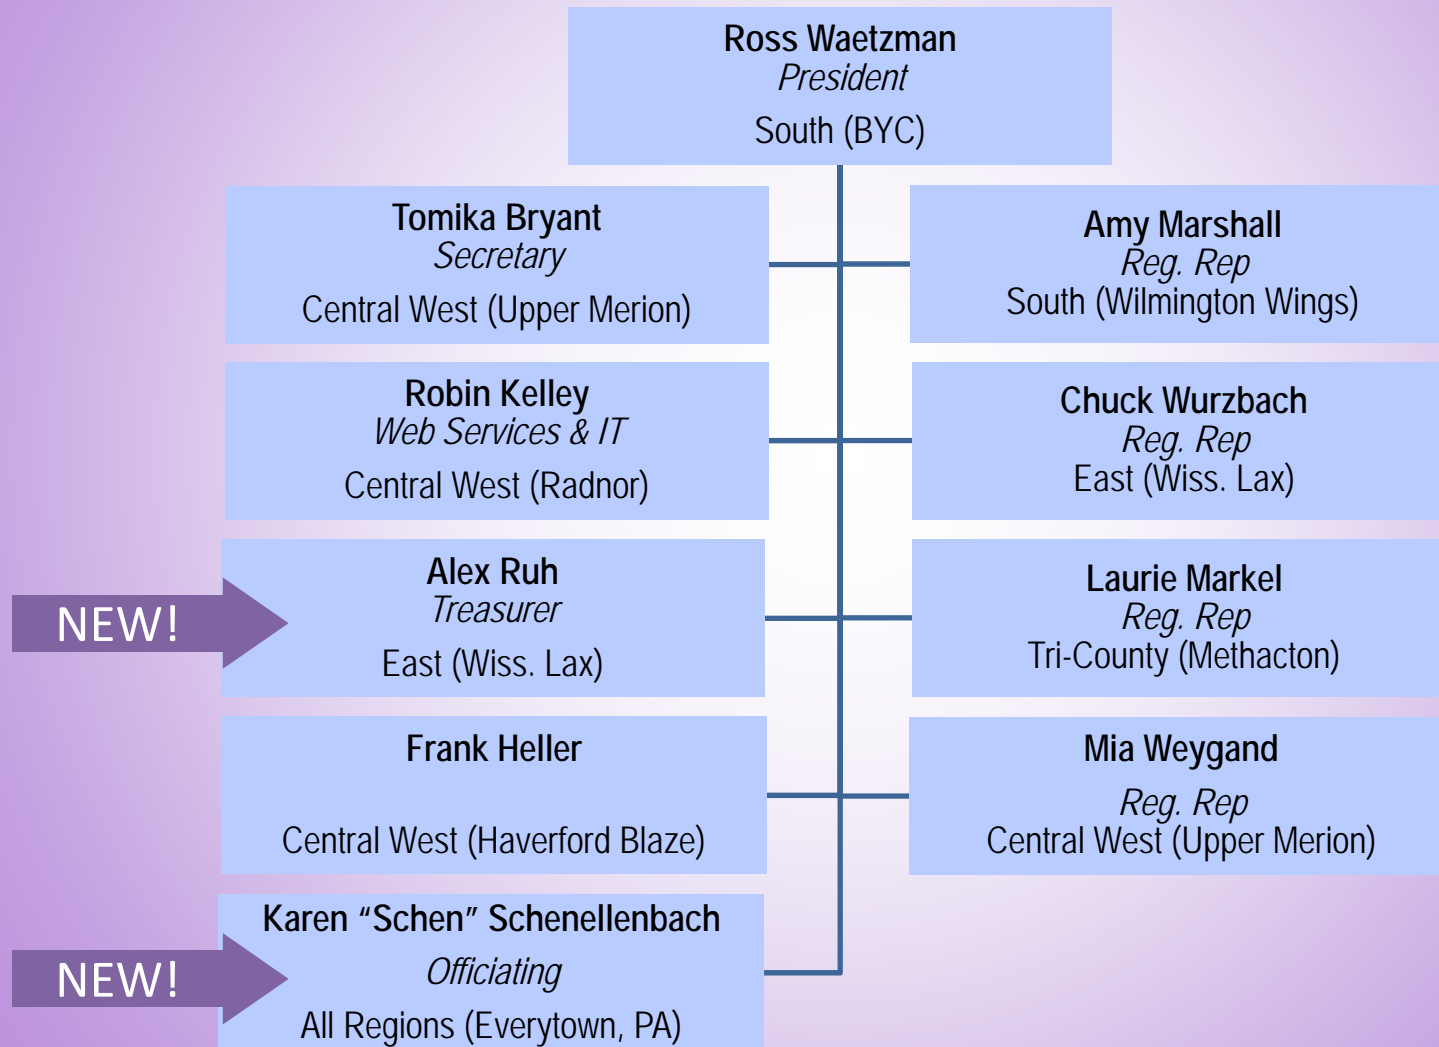 Ross Waetzman
President
South (BYC)
Tomika Bryant
Secretary
Central West (Upper Merion)
Amy Marshall
Reg. Rep
South (Wilmington Wings)
Robin Kelley
Web Services & IT
Central West (Radnor)
Chuck Wurzbach
Reg. Rep
East (Wiss. Lax)
NEW!
Alex Ruh
Treasurer
East (Wiss. Lax)
Laurie Markel
Reg. Rep
Tri-County (Methacton)
Frank Heller
Central West (Haverford Blaze)
Mia Weygand
Reg. Rep
Central West (Upper Merion)
NEW!
Karen “Schen” Schenellenbach
Officiating
All Regions (Everytown, PA)